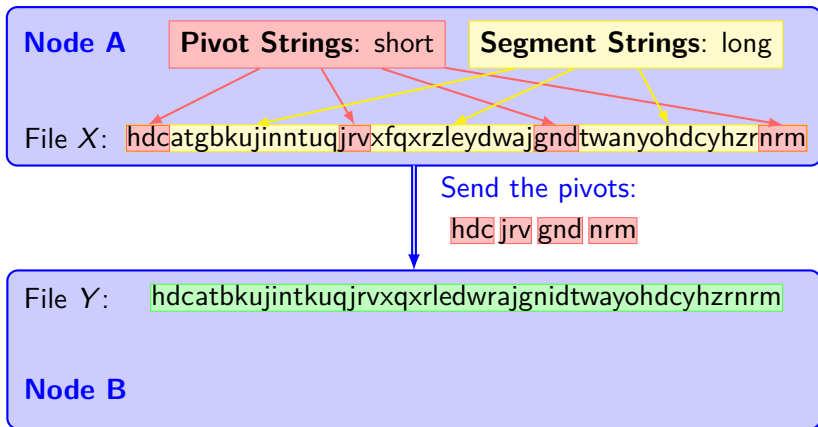 Node A Pivot Strings: short Segment Strings: long
File X: hdcatgbkujinntuqjrvxfqxrzleydwajgndtwanyohdcyhzrnrm
Send the pivots:
hdc jrv gnd nrm
File Y: hdcatbkujintkuqjrvxqxrledwrajgnidtwayohdcyhzrnrm
Node B